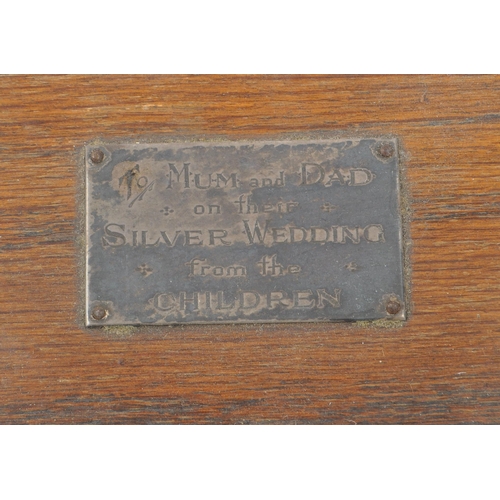 To MUM and DAD
on their
SILVER WEDDING
from the
CHILDREN